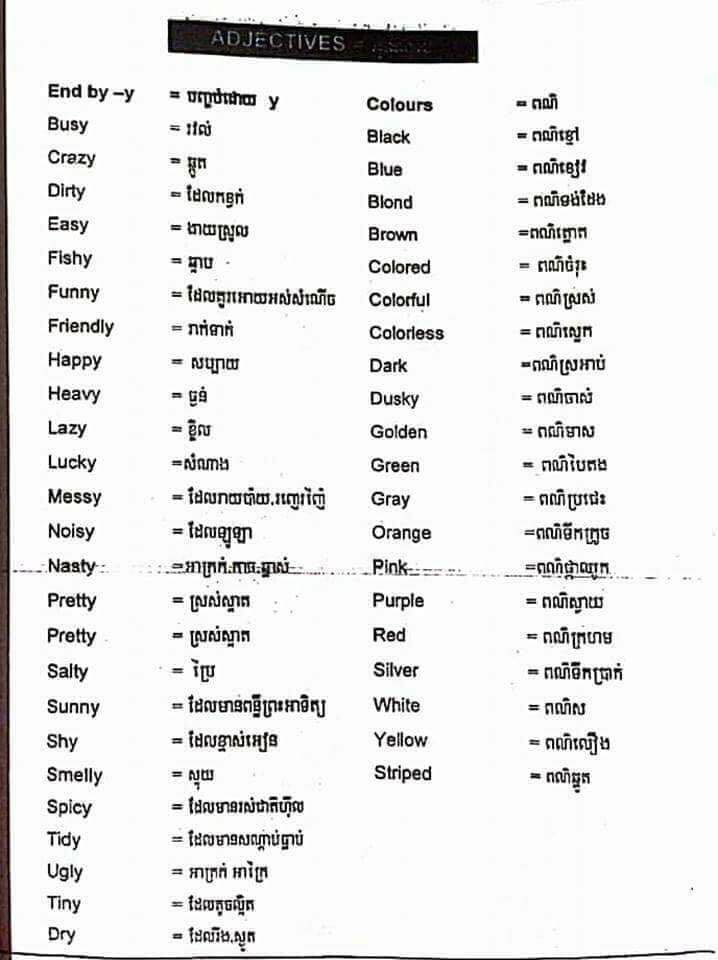 ADJECTIVES =
End by –y = បញ្ចប់ដោយ y
Busy = រវល់
Crazy = ឆ្កួត
Dirty = ដែលកខ្វក់
Easy = ងាយស្រួល
Fishy = ឆ្អាប
Funny = ដែលគួរអោយអស់សំណើច
Friendly = រាក់ទាក់
Happy = សប្បាយ
Heavy = ធ្ងន់
Lazy = ខ្ជិល
Lucky =សំណាង
Messy = ដែលរាយប៉ាយ.រញ៉េរញ៉ៃ
Noisy = ដែលឡូឡា
Nasty =អាក្រក់.កាច.ឆ្នាស់
Pretty = ស្រស់ស្អាត
Pretty = ស្រស់ស្អាត
Salty = ប្រៃ
Sunny = ដែលមានពន្លឺព្រះអាទិត្យ
Shy = ដែលខ្មាស់អៀន
Smelly = ស្អុយ
Spicy = ដែលមានរស់ជាតិហ៊ឹល
Tidy = ដែលមានសណ្តាប់ធ្នាប់
Ugly = អាក្រក់ អាក្រៃ
Tiny = ដែលតូចល្អិត
Dry = ដែលរីង.ស្ងួត
Colours = ពណ៌
Black = ពណ៌ខ្មៅ
Blue = ពណ៌ខៀវ
Blond = ពណ៌ទង់ដែង
Brown =ពណ៌ត្នោត
Colored = ពណ៌ចំរុះ
Colorful = ពណ៌ស្រស់
Colorless = ពណ៌ស្លេក
Dark =ពណ៌ស្រអាប់
Dusky = ពណ៌ចាស់
Golden = ពណ៌មាស
Green = ពណ៌បៃតង
Gray = ពណ៌ប្រផេះ
Orange =ពណ៌ទឹកក្រូច
Pink =ពណ៌ផ្កាឈូក
Purple = ពណ៌ស្វាយ
Red = ពណ៌ក្រហម
Silver = ពណ៌ទឹកប្រាក់
White = ពណ៌ស
Yellow = ពណ៌លឿង
Striped = ពណ៌ឆ្នូត